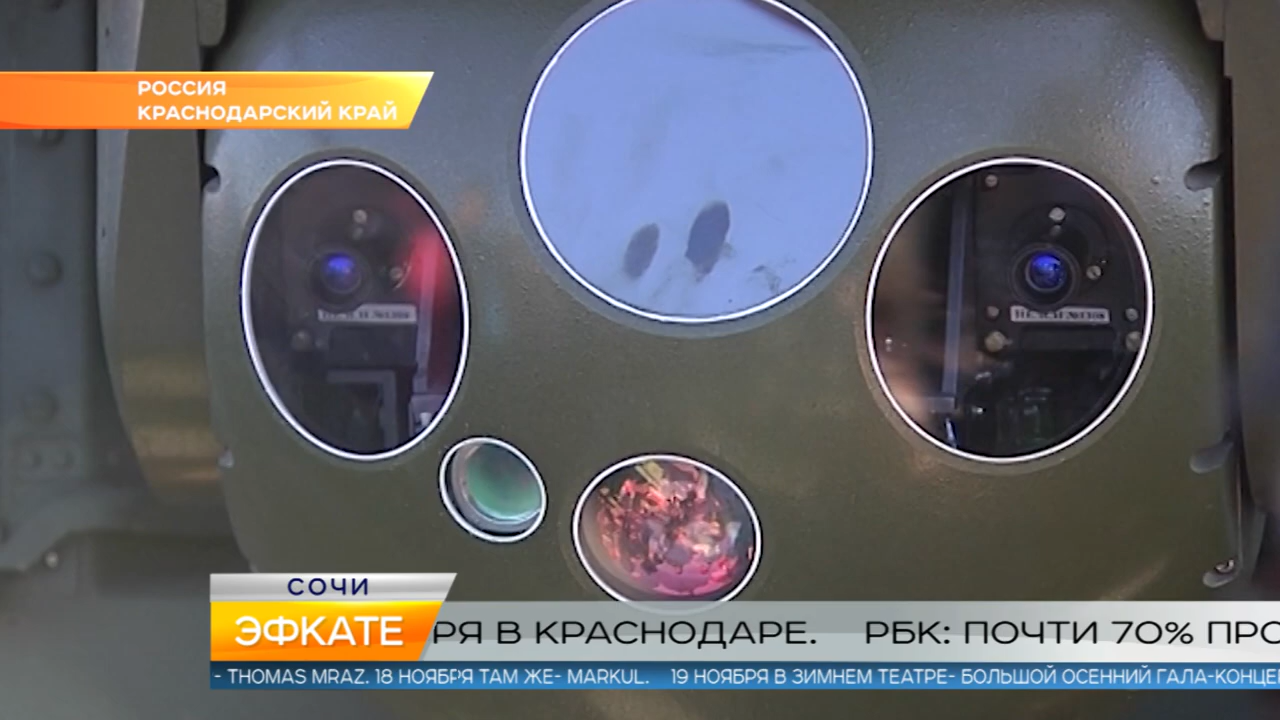 РОССИЯ
КРАСНОДАРСКИЙ КРАЙ
СОЧИ
ЭФКАТЕ
РЯ В КРАСНОДАРЕ. РБК: ПОЧТИ 70% ПРО
- THOMAS MRAZ. 18 НОЯБРЯ ТАМ ЖЕ- MARKUL. 19 НОЯБРЯ В ЗИМНЕМ ТЕАТРЕ- БОЛЬШОЙ ОСЕННИЙ ГАЛА-КОНЦЕ